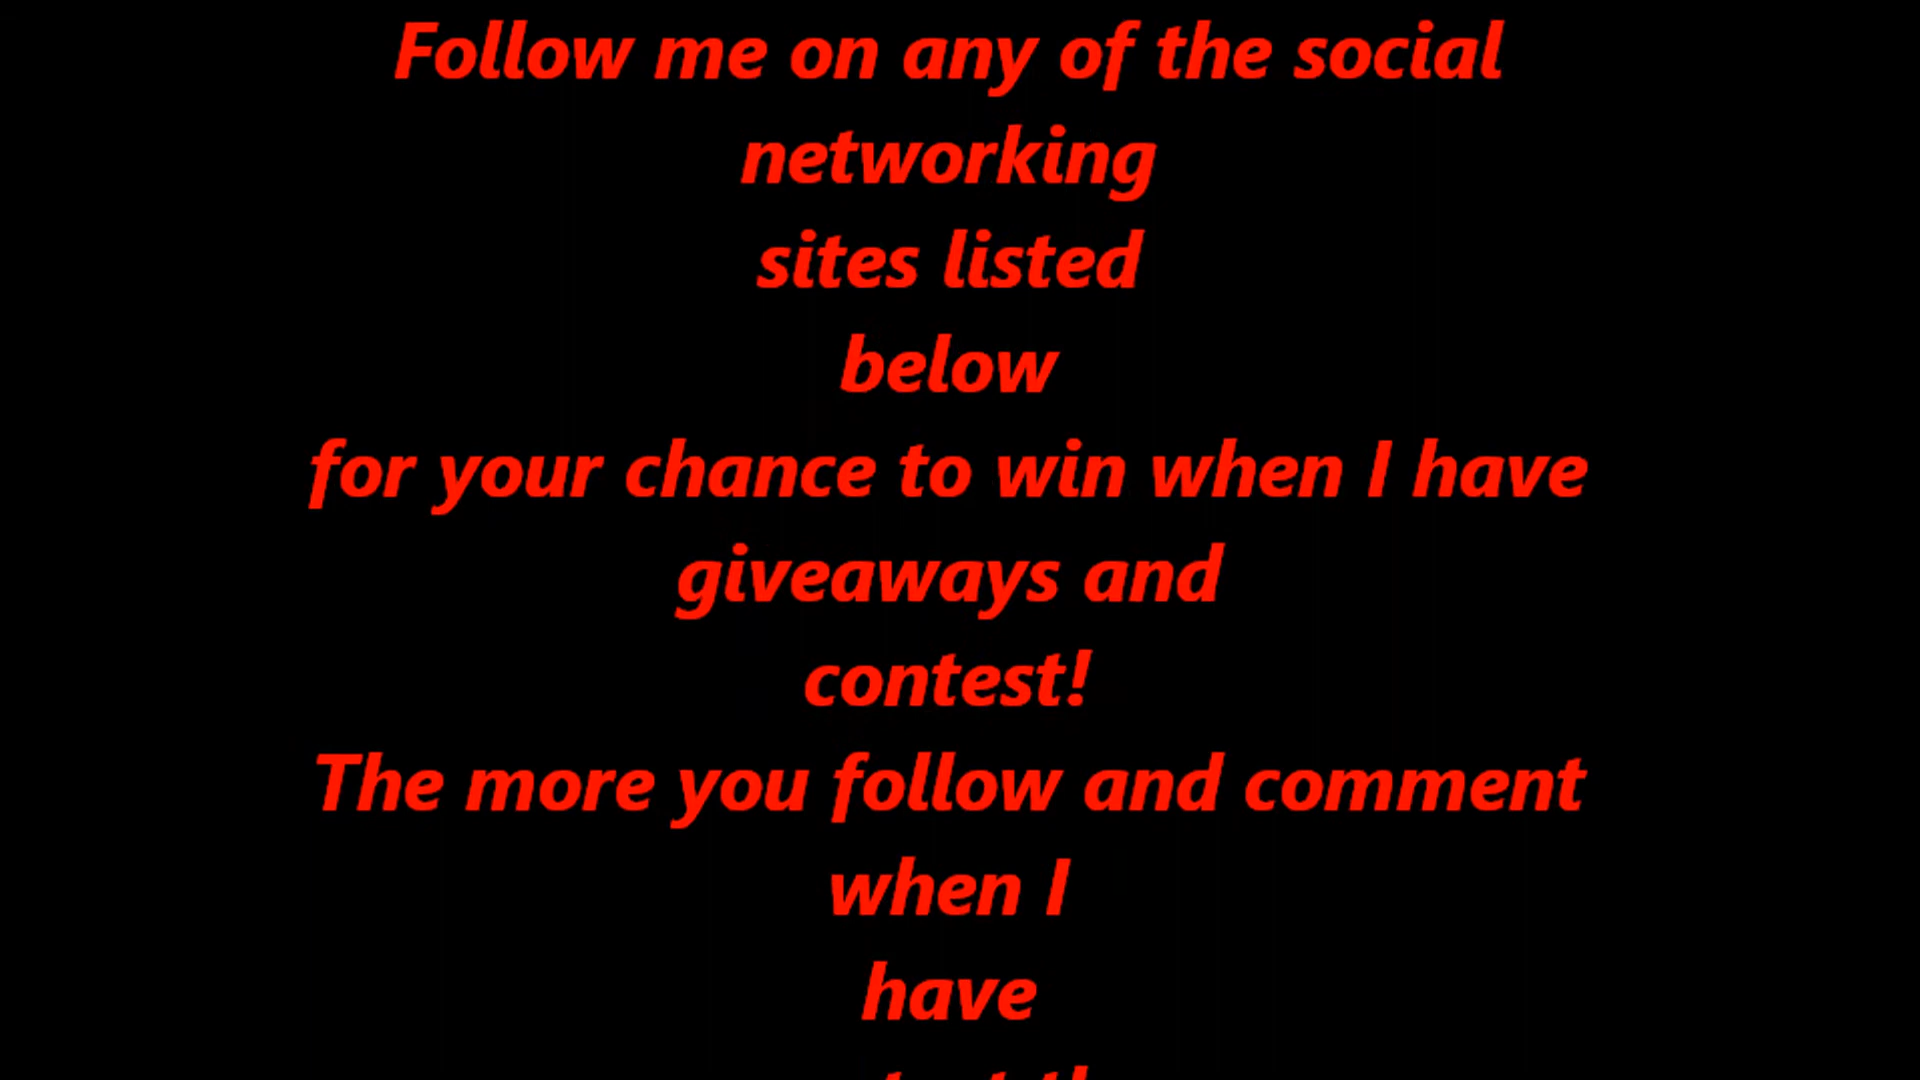 Follow me on any of the social
networking
sites listed
below
for your chance to win when I have
giveaways and
contest!
The more you follow and comment
when I
have